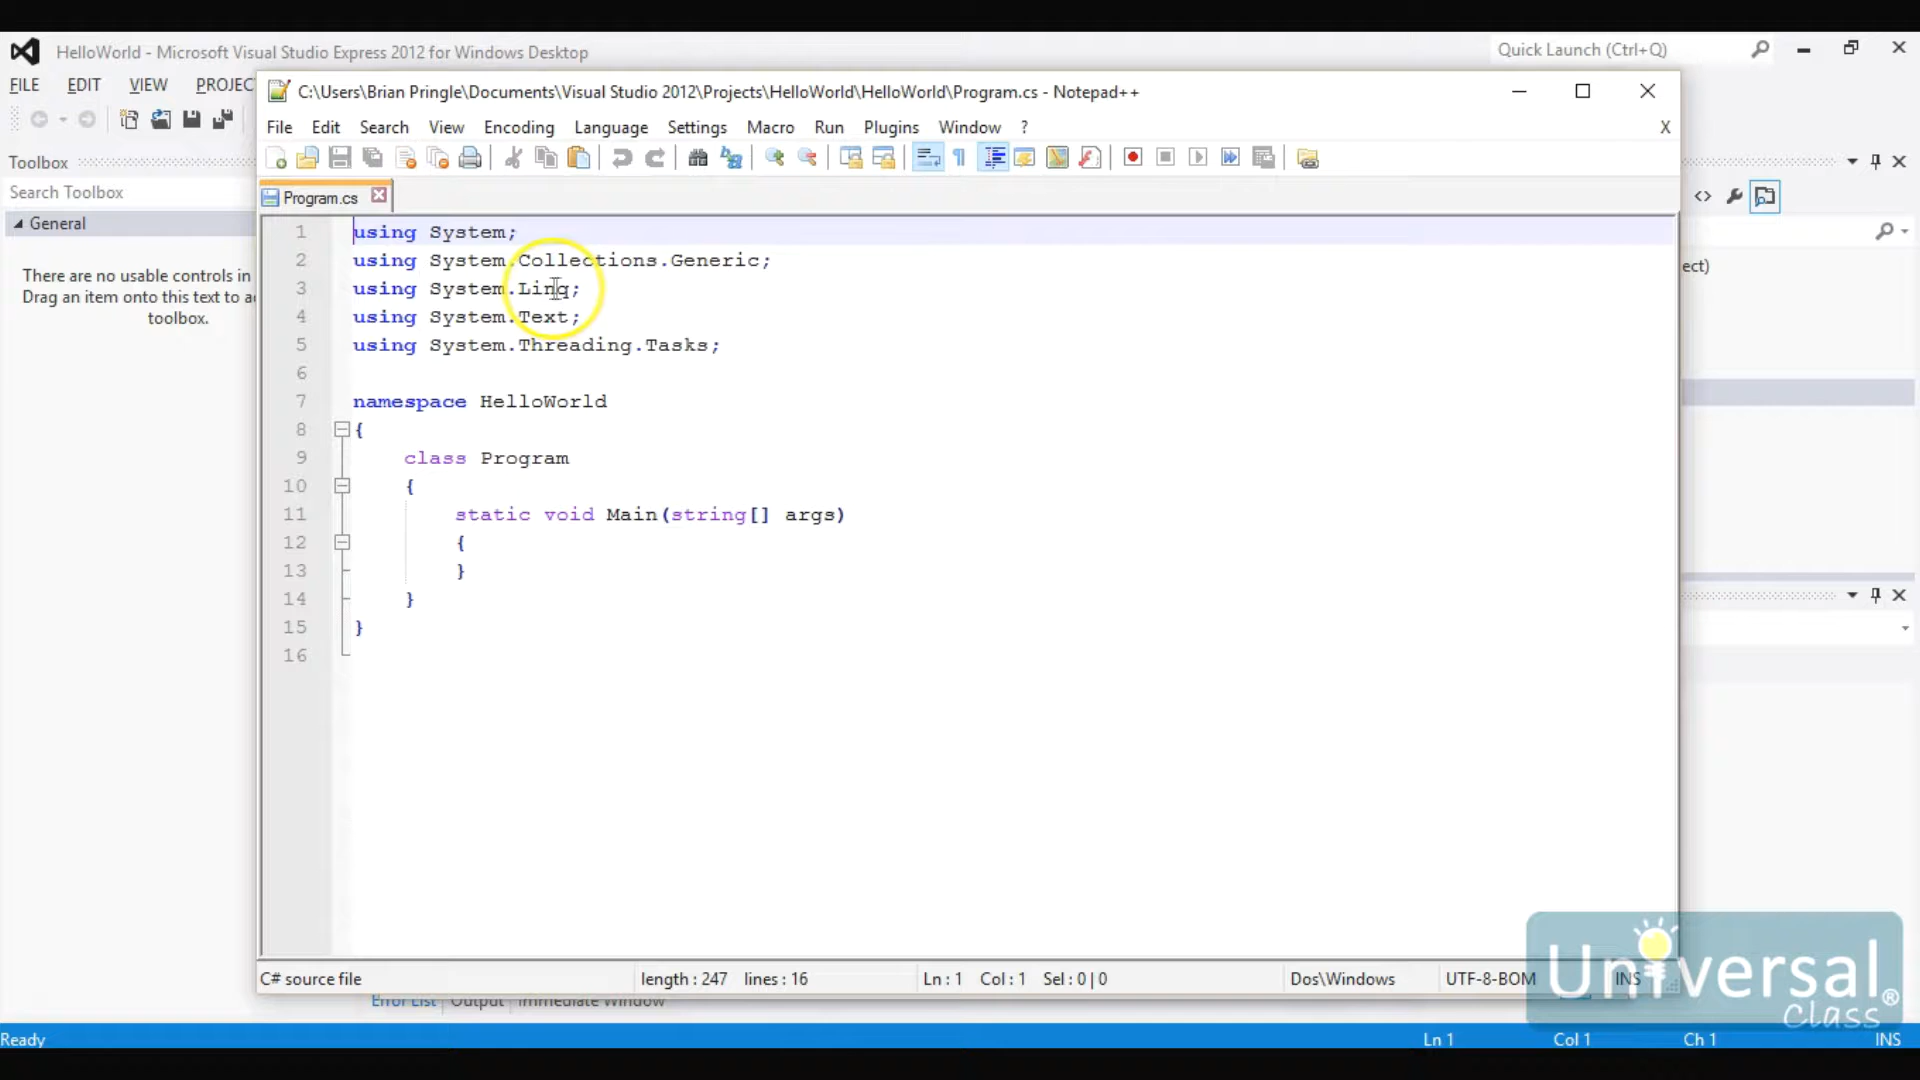 HelloWorld - Microsoft Visual Studio Express 2012 for Windows Desktop
Quick Launch (Ctrl+Q)
FILE EDIT VIEW PROJEC
C:\Users\Brian Pringle\Documents\Visual Studio 2012\Projects\HelloWorld\HelloWorld\Program.cs - Notepad++
File Edit Search View Encoding Language Settings Macro Run Plugins Window ? X
Toolbox
Search Toolbox
General
There are no usable controls in
Drag an item onto this text to a
toolbox.
Program.cs
1 using System;
2 using System.Collections.Generic;
3 using System.Linq;
4 using System.Text;
5 using System.Threading.Tasks;
6
7 namespace HelloWorld
8 {
9 class Program
10 {
11 static void Main(string[] args)
12 {
13 }
14 }
15 }
16
ect)
C# source file length : 247 lines : 16 Ln : 1 Col : 1 Sel : 0 | 0 Dos\Windows UTF-8-BOM INS
Error List Output Immediate Window
Universal
Class®
Ready Ln 1 Col 1 Ch 1 INS